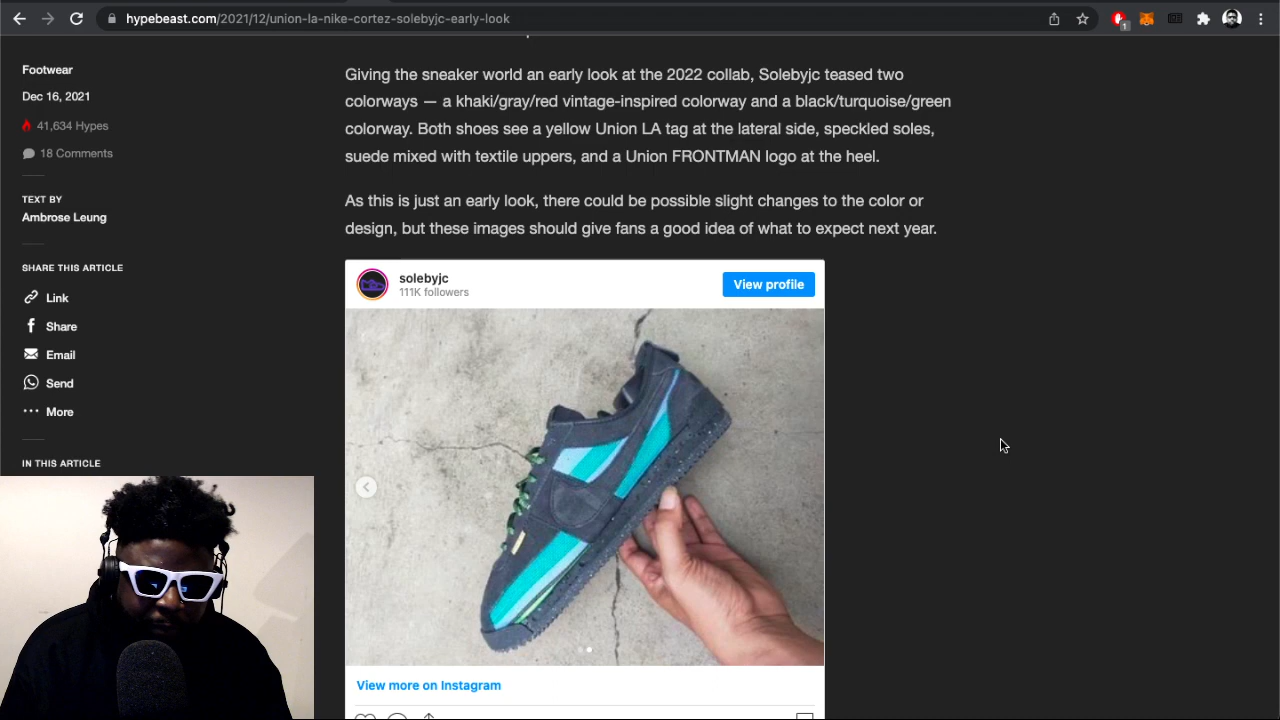 hypebeast.com/2021/12/union-la-nike-cortez-solebyjc-early-look
1
Footwear
Dec 16, 2021
41,634 Hypes
18 Comments
TEXT BY
Ambrose Leung
SHARE THIS ARTICLE
Link
Share
Email
Send
More
IN THIS ARTICLE
Giving the sneaker world an early look at the 2022 collab, Solebyjc teased two
colorways — a khaki/gray/red vintage-inspired colorway and a black/turquoise/green
colorway. Both shoes see a yellow Union LA tag at the lateral side, speckled soles,
suede mixed with textile uppers, and a Union FRONTMAN logo at the heel.
As this is just an early look, there could be possible slight changes to the color or
design, but these images should give fans a good idea of what to expect next year.
solebyjc
111K followers
View profile
View more on Instagram